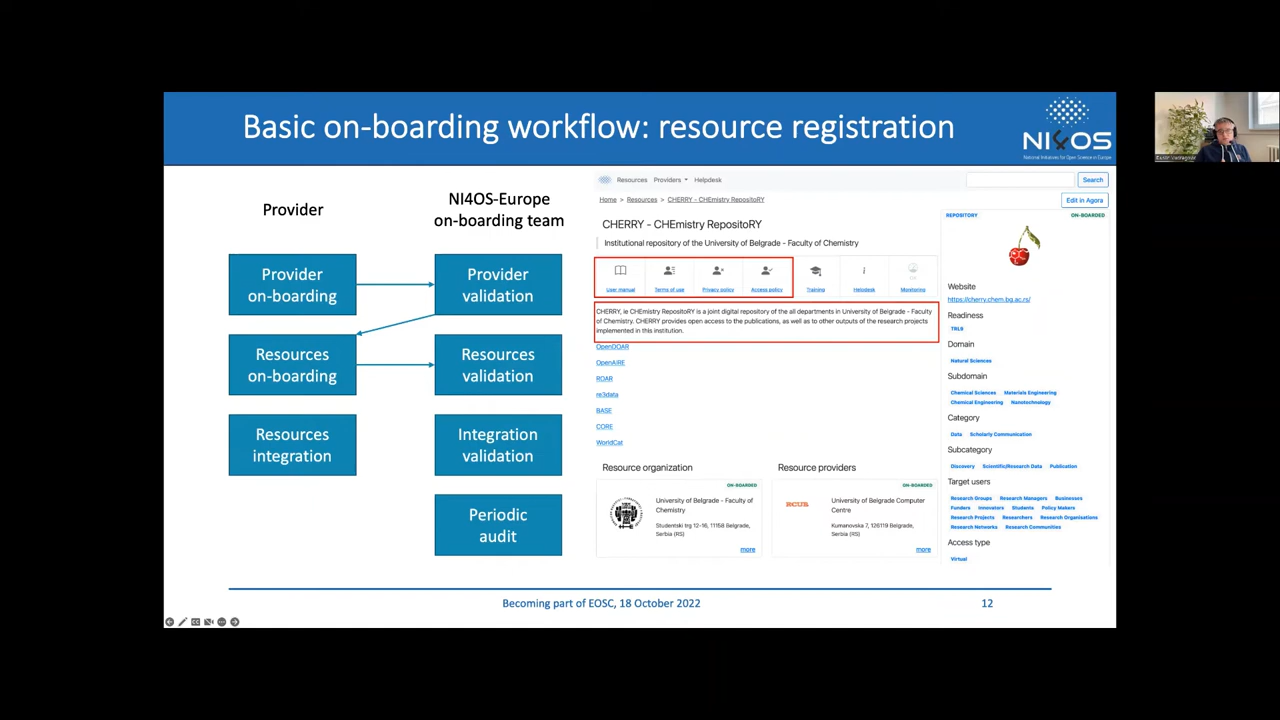 Basic on-boarding workflow: resource registration
NI4OS
National Initiatives for Open Science in Europe
Provider
NI4OS-Europe
on-boarding team
Provider
on-boarding
Provider
validation
Resources
on-boarding
Resources
validation
Resources
integration
Integration
validation
Periodic
audit
Resources
Providers
Helpdesk
Search
Home > Resources > CHERRY - CHEmistry RepositoRY
Edit in Agora
CHERRY - CHEmistry RepositoRY
Institutional repository of the University of Belgrade - Faculty of Chemistry
User manual
Terms of use
Privacy policy
Access policy
Training
Helpdesk
Monitoring
CHERRY, ie CHEmistry RepositoRY is a joint digital repository of the all departments in University of Belgrade - Faculty
of Chemistry. CHERRY provides open access to the publications, as well as to other outputs of the research projects
implemented in this institution.
OpenDOAR
OpenAIRE
ROAR
re3data
BASE
CORE
WorldCat
Resource organization
ON-BOARDED
University of Belgrade - Faculty of
Chemistry
Studentski trg 12-16, 11158 Belgrade,
Serbia (RS)
more
Resource providers
ON-BOARDED
RCUB
University of Belgrade Computer
Centre
Kumanovska 7, 126119 Belgrade,
Serbia (RS)
more
REPOSITORY
ON-BOARDED
Website
https://cherry.chem.bg.ac.rs/
Readiness
TRL8
Domain
Natural Sciences
Subdomain
Chemical Sciences Materials Engineering
Chemical Engineering Nanotechnology
Category
Data Scholarly Communication
Subcategory
Discovery Scientific/Research Data Publication
Target users
Research Groups Research Managers Businesses
Funders Innovators Students Policy Makers
Research Projects Researchers Research Organisations
Research Networks Research Communities
Access type
Virtual
Becoming part of EOSC, 18 October 2022
12